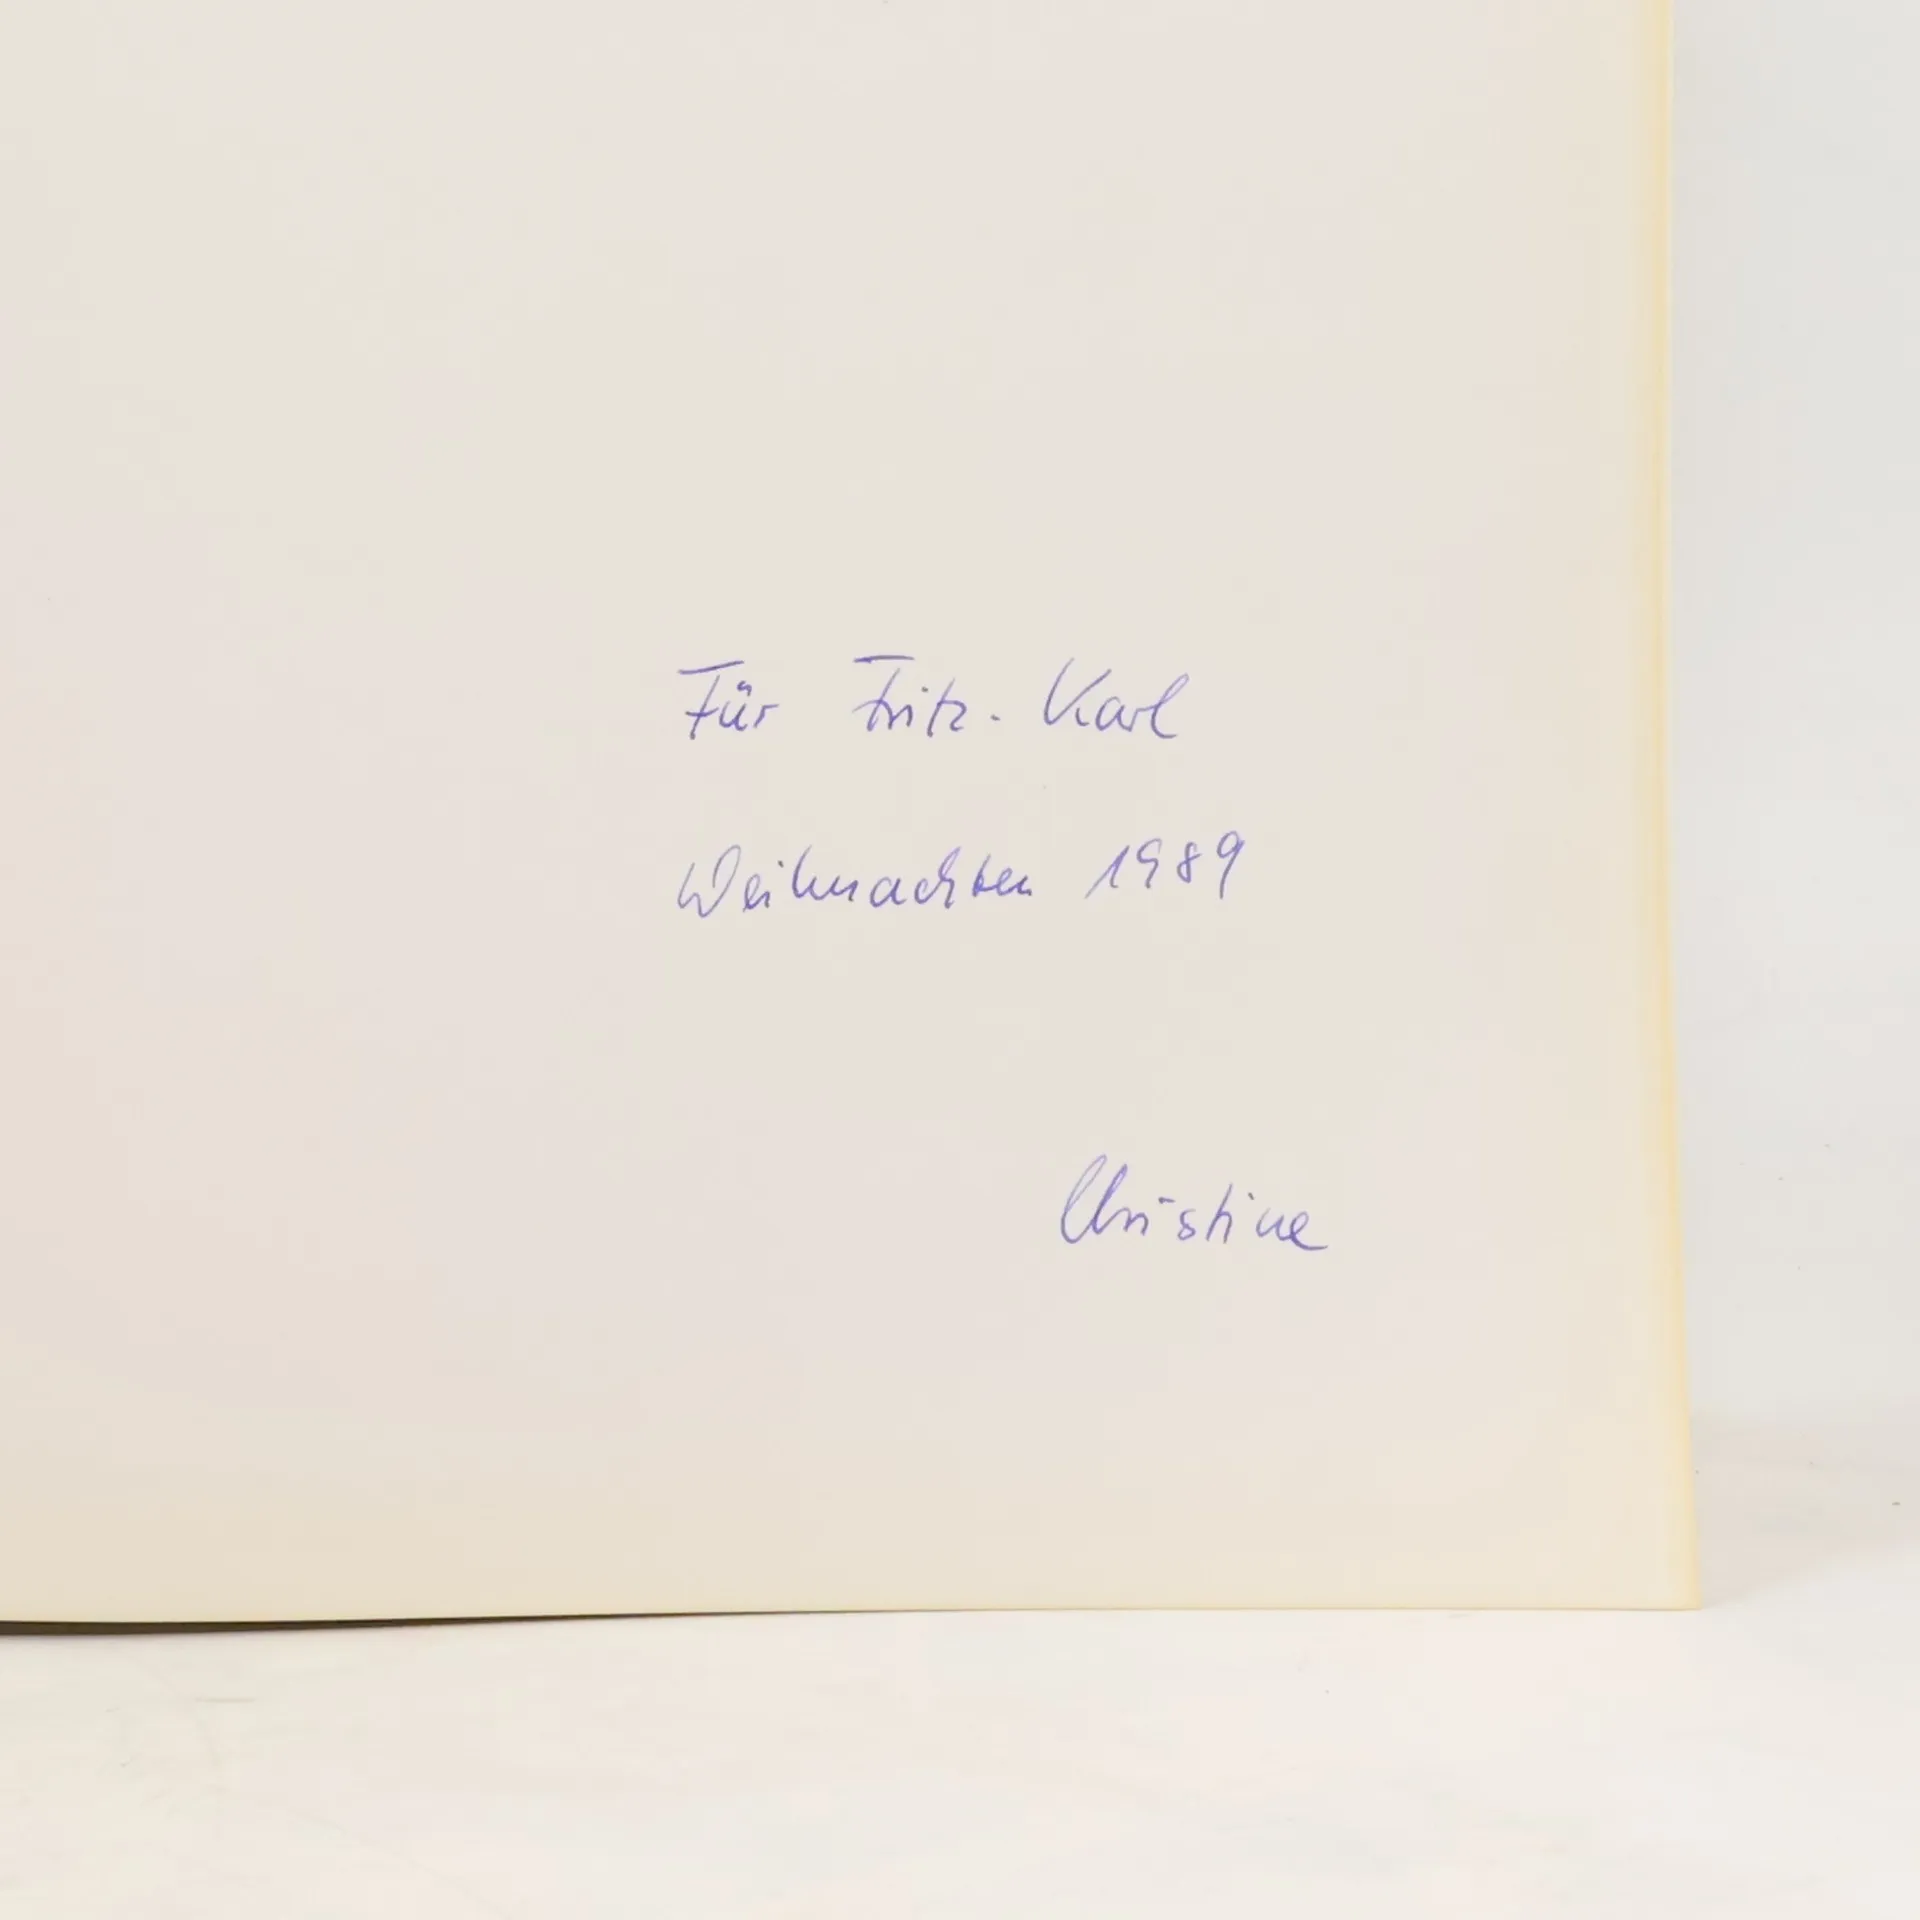 Für Fritz-Karl
Weihnachten 1989
Christine